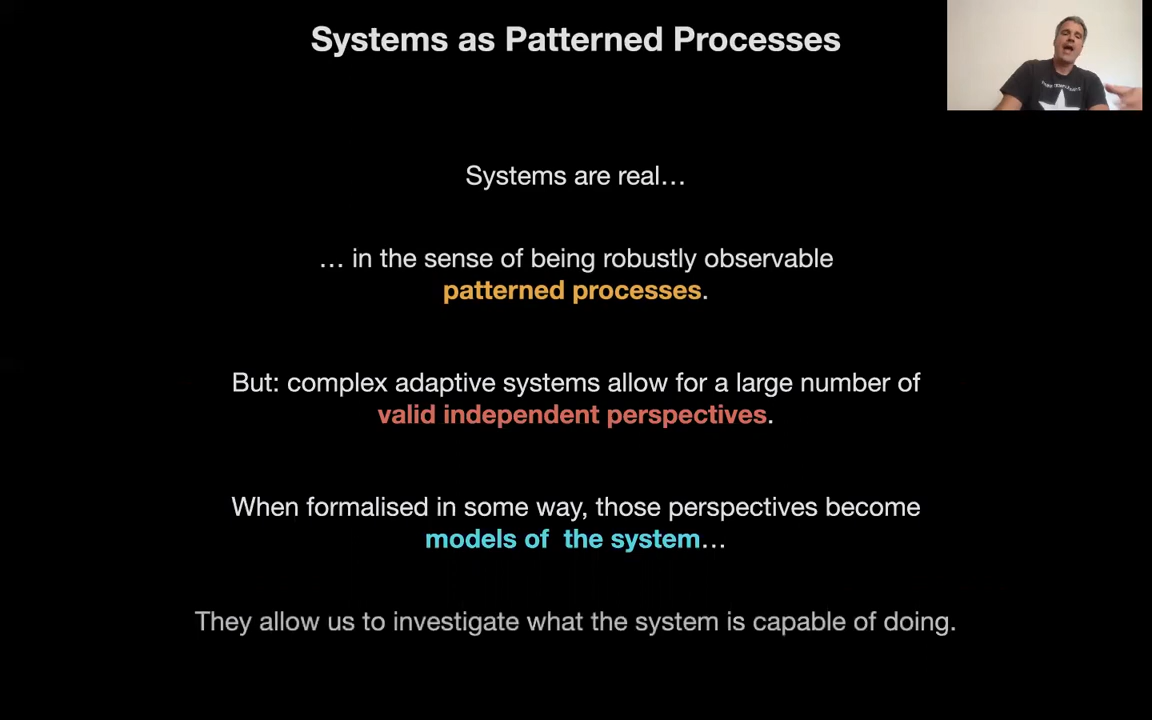 Systems as Patterned Processes
Systems are real…
… in the sense of being robustly observable
patterned processes.
But: complex adaptive systems allow for a large number of
valid independent perspectives.
When formalised in some way, those perspectives become
models of  the system…
They allow us to investigate what the system is capable of doing.